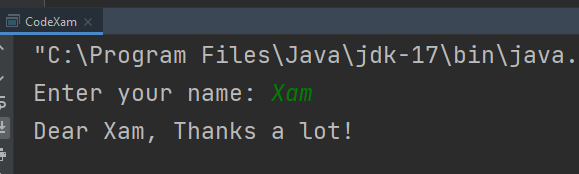 CodeXam
"C:\Program Files\Java\jdk-17\bin\java.
Enter your name: Xam
Dear Xam, Thanks a lot!